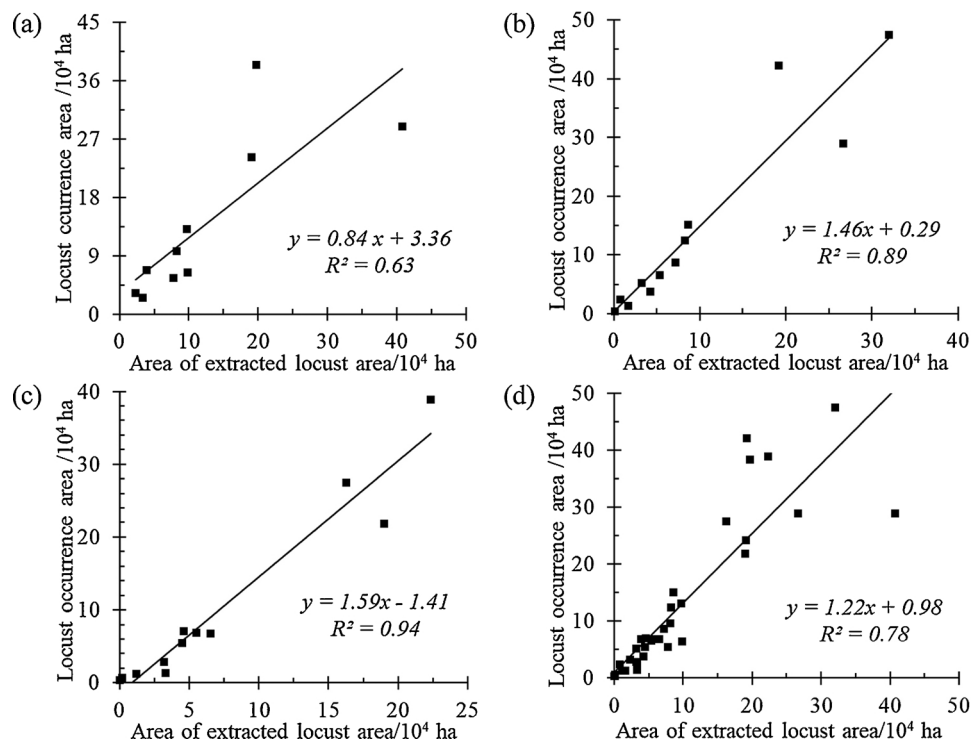 (a)
45
36
27
18
9
0
Locust ccurrence area /10⁴ ha
y = 0.84 x + 3.36
R² = 0.63
0 10 20 30 40 50
Area of extracted locust area/10⁴ ha
(b)
50
40
30
20
10
0
Locust occurrence area /10⁴ ha
y = 1.46x + 0.29
R² = 0.89
0 10 20 30 40
Area of extracted locust area/10⁴ ha
(c)
40
30
20
10
0
Locust occurrence area /10⁴ ha
y = 1.59x - 1.41
R² = 0.94
0 5 10 15 20 25
Area of extracted locust area/10⁴ ha
(d)
50
40
30
20
10
0
Locust occurrence area /10⁴ ha
y = 1.22x + 0.98
R² = 0.78
0 10 20 30 40 50
Area of extracted locust area/10⁴ ha